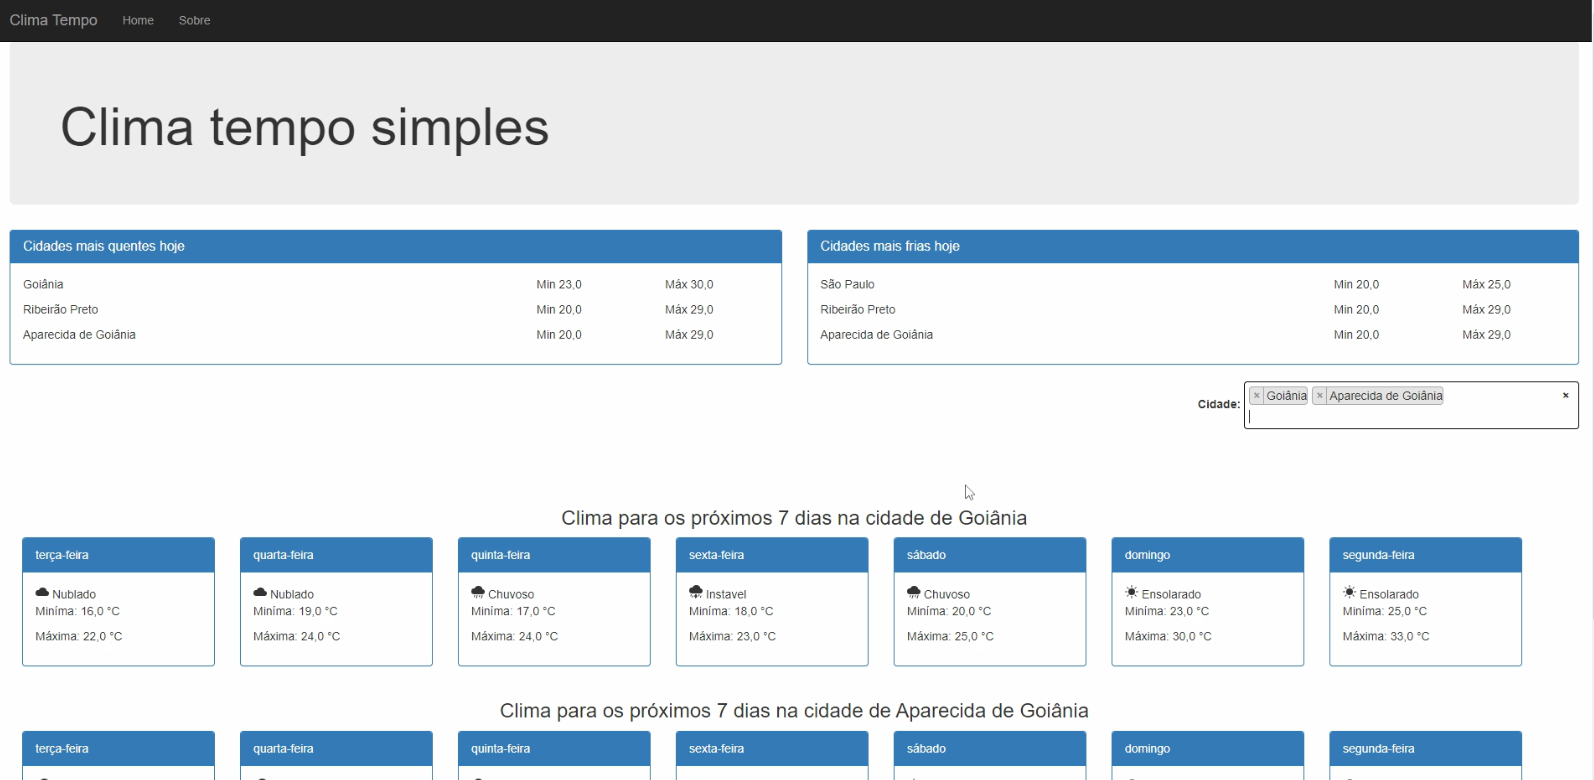 Clima Tempo Home Sobre
Clima tempo simples
Cidades mais quentes hoje
Goiânia Min 23,0 Máx 30,0
Ribeirão Preto Min 20,0 Máx 29,0
Aparecida de Goiânia Min 20,0 Máx 29,0
Cidades mais frias hoje
São Paulo Min 20,0 Máx 25,0
Ribeirão Preto Min 20,0 Máx 29,0
Aparecida de Goiânia Min 20,0 Máx 29,0
Cidade: × Goiânia × Aparecida de Goiânia ×
Clima para os próximos 7 dias na cidade de Goiânia
terça-feira
Nublado
Miníma: 16,0 °C
Máxima: 22,0 °C
quarta-feira
Nublado
Miníma: 19,0 °C
Máxima: 24,0 °C
quinta-feira
Chuvoso
Miníma: 17,0 °C
Máxima: 24,0 °C
sexta-feira
Instavel
Miníma: 18,0 °C
Máxima: 23,0 °C
sábado
Chuvoso
Miníma: 20,0 °C
Máxima: 25,0 °C
domingo
Ensolarado
Miníma: 23,0 °C
Máxima: 30,0 °C
segunda-feira
Ensolarado
Miníma: 25,0 °C
Máxima: 33,0 °C
Clima para os próximos 7 dias na cidade de Aparecida de Goiânia
terça-feira quarta-feira quinta-feira sexta-feira sábado domingo segunda-feira